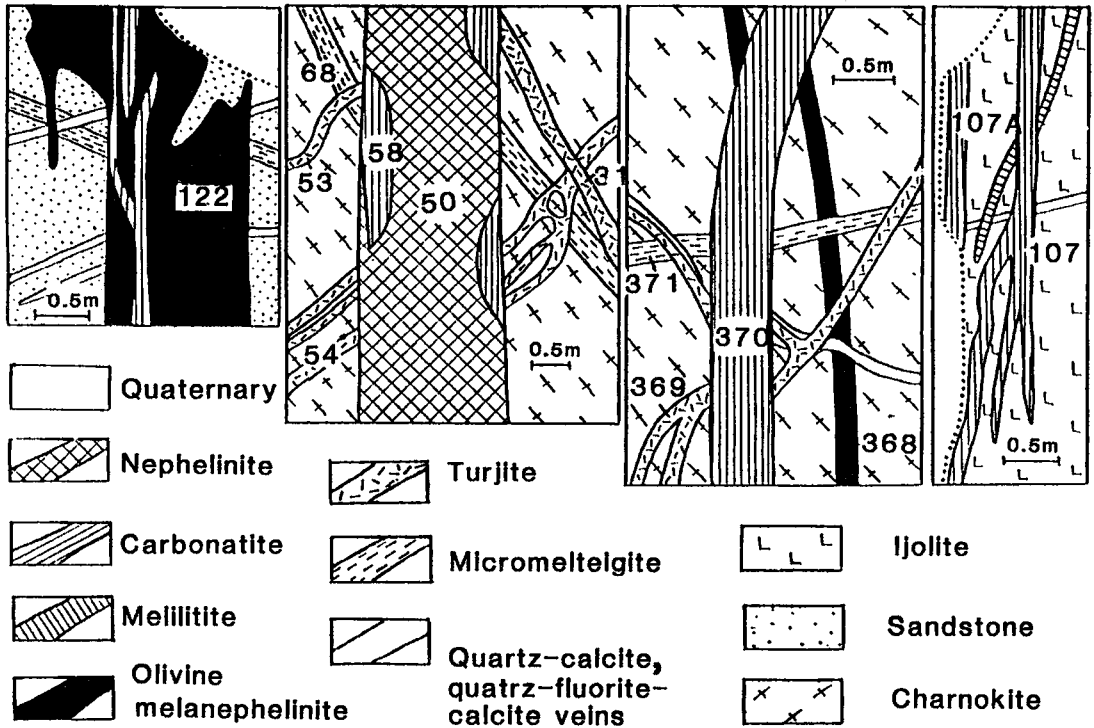 122
0.5m
68
53
58
50
54
31
0.5m
0.5m
371
370
369
368
107A
107
0.5m
Quaternary
Nephelinite
Carbonatite
Melilitite
Olivine
melanephelinite
Turjite
Micromelteigite
Quartz-calcite,
quatrz-fluorite-
calcite veins
Ijolite
Sandstone
Charnokite